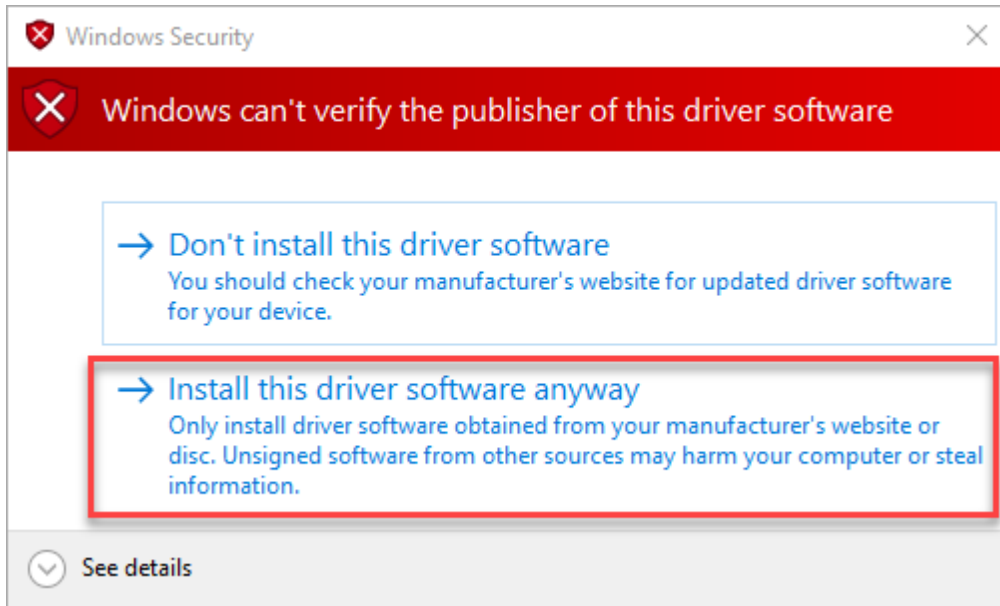 Windows Security
Windows can't verify the publisher of this driver software
Don't install this driver software
You should check your manufacturer's website for updated driver software
for your device.
Install this driver software anyway
Only install driver software obtained from your manufacturer's website or
disc. Unsigned software from other sources may harm your computer or steal
information.
See details